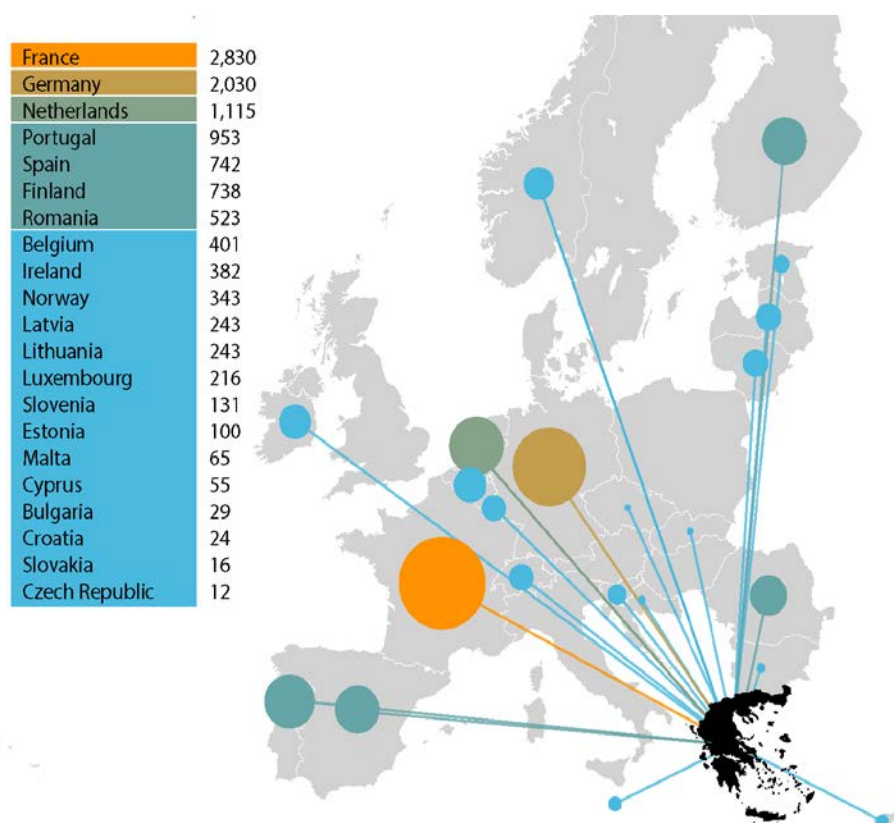 France 2,830
Germany 2,030
Netherlands 1,115
Portugal 953
Spain 742
Finland 738
Romania 523
Belgium 401
Ireland 382
Norway 343
Latvia 243
Lithuania 243
Luxembourg 216
Slovenia 131
Estonia 100
Malta 65
Cyprus 55
Bulgaria 29
Croatia 24
Slovakia 16
Czech Republic 12